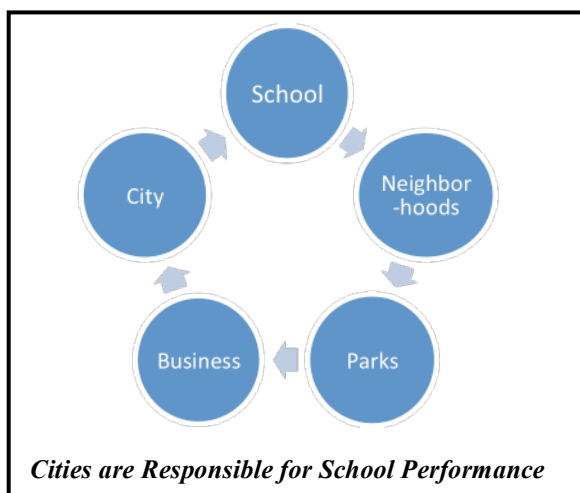 School
Neighbor
-hoods
City
Business
Parks
Cities are Responsible for School Performance